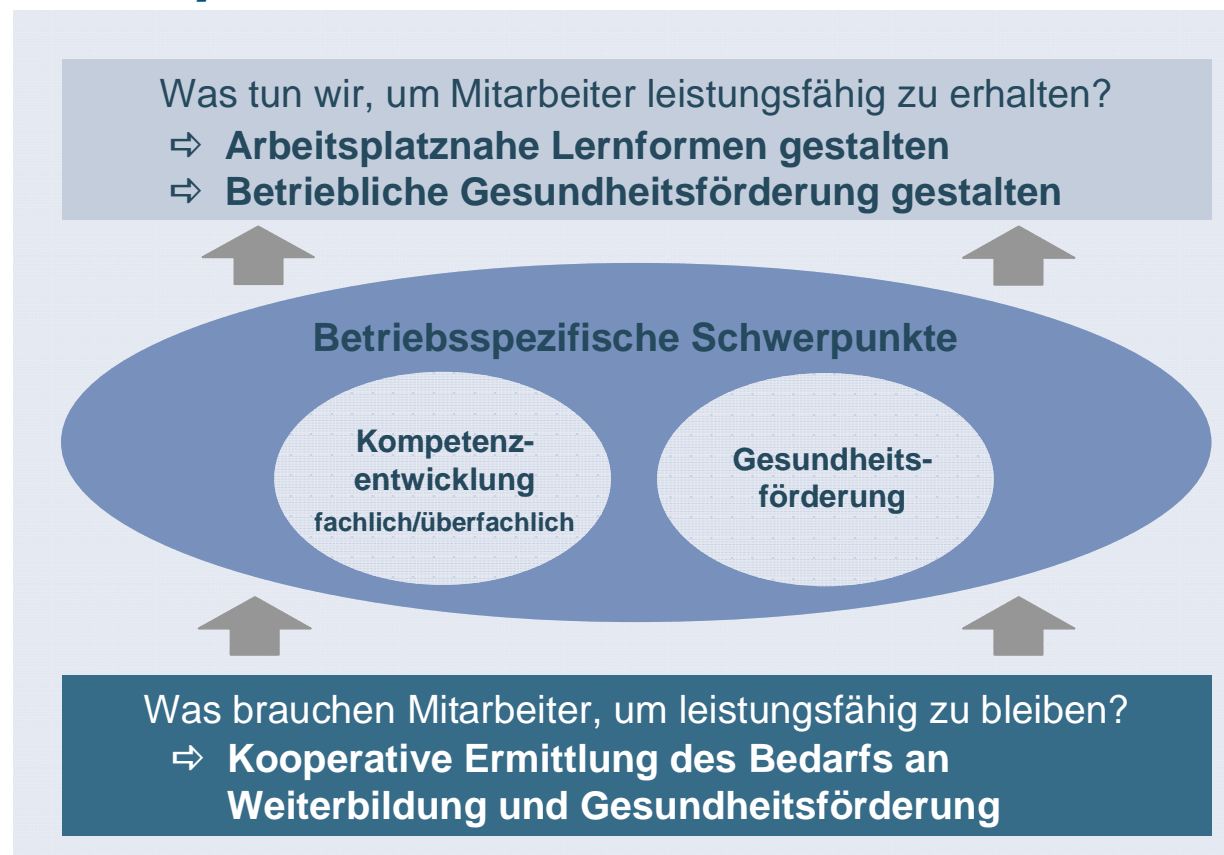 Was tun wir, um Mitarbeiter leistungsfähig zu erhalten?
⇨ Arbeitsplatznahe Lernformen gestalten
⇨ Betriebliche Gesundheitsförderung gestalten
Betriebsspezifische Schwerpunkte
Kompetenz-
entwicklung
fachlich/überfachlich
Gesundheits-
förderung
Was brauchen Mitarbeiter, um leistungsfähig zu bleiben?
⇨ Kooperative Ermittlung des Bedarfs an
Weiterbildung und Gesundheitsförderung